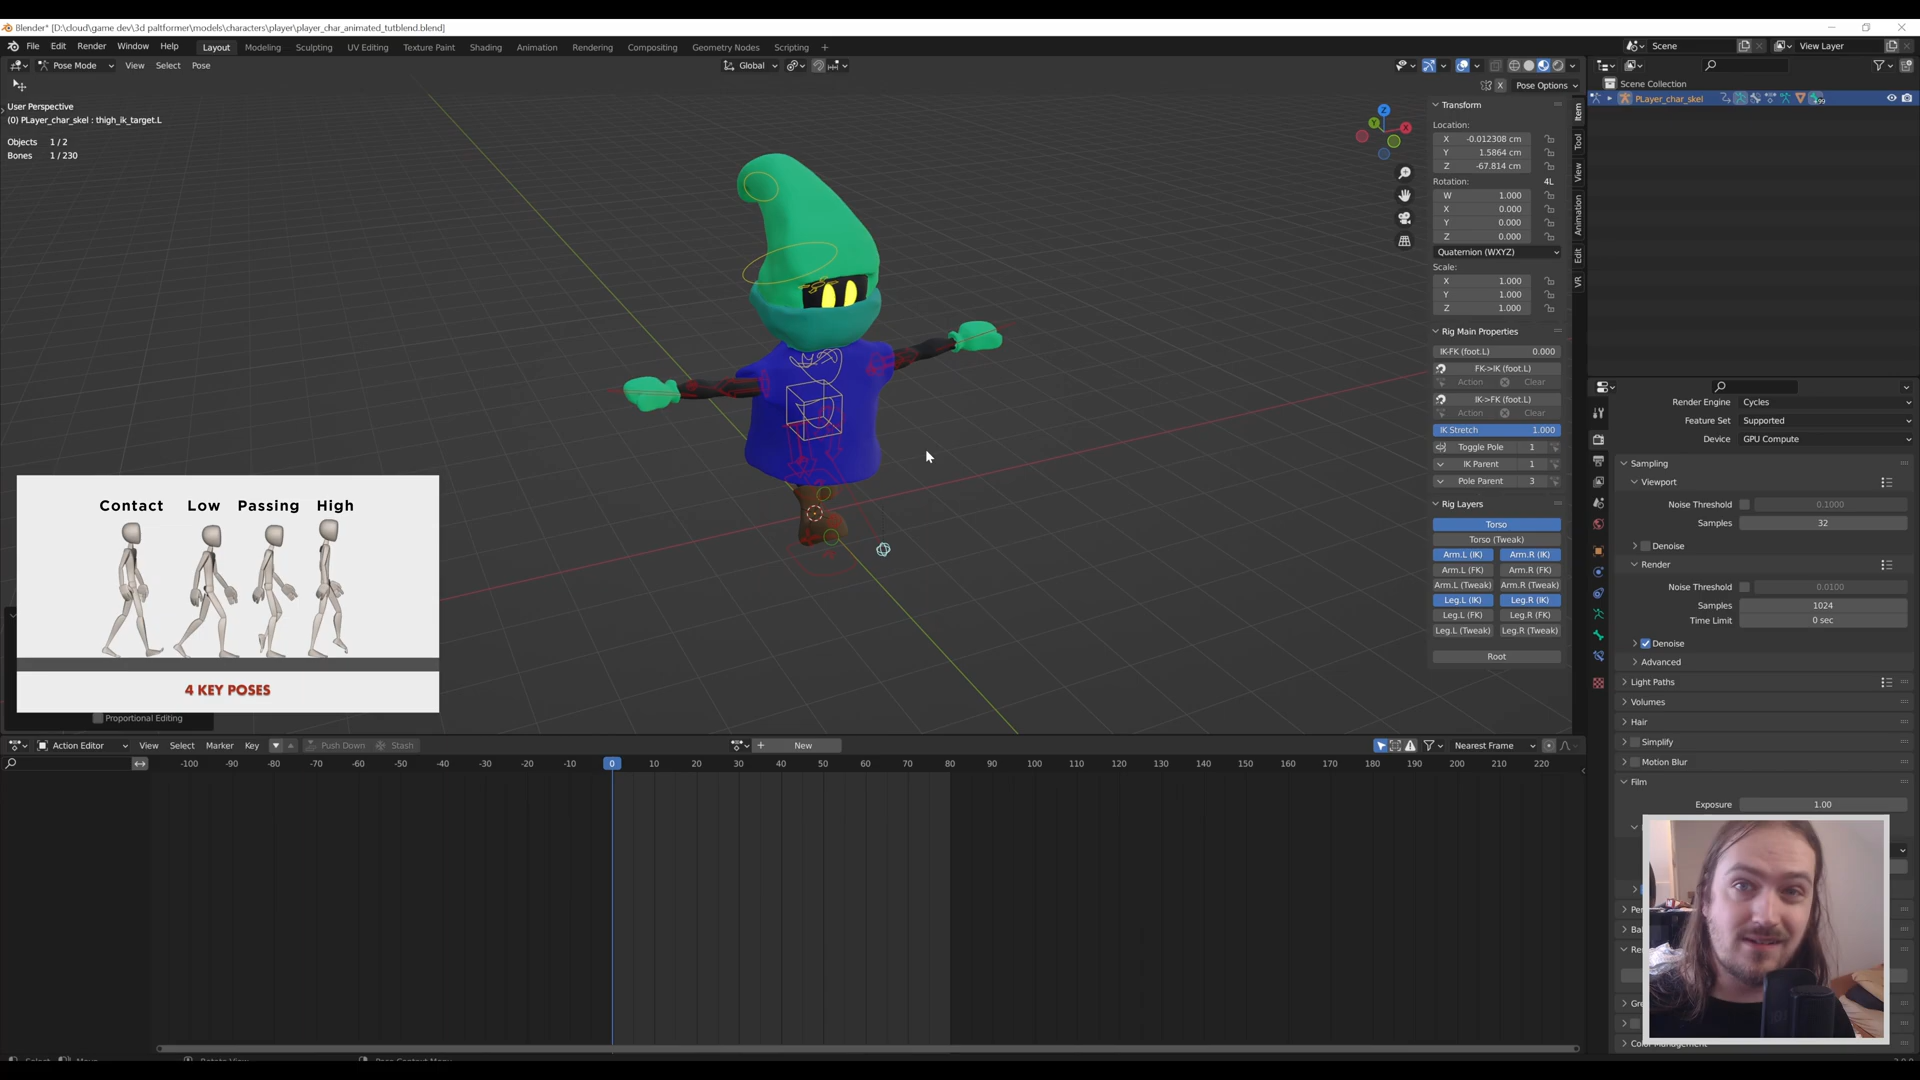 Blender* [D:\cloud\game dev\3d paltformer\models\characters\player\player_char_animated_tutblend.blend]
File Edit Render Window Help
Layout Modeling Sculpting UV Editing Texture Paint Shading Animation Rendering Compositing Geometry Nodes Scripting +
Scene
View Layer
Pose Mode View Select Pose
Global
X Pose Options
User Perspective
(0) PLayer_char_skel : thigh_ik_target.L
Objects 1 / 2
Bones 1 / 230
Z
Y
X
Transform
Location:
X -0.012308 cm
Y 1.5864 cm
Z -67.814 cm
Rotation: 4L
W 1.000
X 0.000
Y 0.000
Z 0.000
Quaternion (WXYZ)
Scale:
X 1.000
Y 1.000
Z 1.000
Rig Main Properties
IK-FK (foot.L) 0.000
FK->IK (foot.L)
Action Clear
IK->FK (foot.L)
Action Clear
IK Stretch 1.000
Toggle Pole 1
IK Parent 1
Pole Parent 3
Rig Layers
Torso
Torso (Tweak)
Arm.L (IK) Arm.R (IK)
Arm.L (FK) Arm.R (FK)
Arm.L (Tweak) Arm.R (Tweak)
Leg.L (IK) Leg.R (IK)
Leg.L (FK) Leg.R (FK)
Leg.L (Tweak) Leg.R (Tweak)
Root
Item
Tool
View
Animation
Edit
VR
Scene Collection
PLayer_char_skel 99
Render Engine Cycles
Feature Set Supported
Device GPU Compute
Sampling
Viewport
Noise Threshold 0.1000
Samples 32
Denoise
Render
Noise Threshold 0.0100
Samples 1024
Time Limit 0 sec
Denoise
Advanced
Light Paths
Volumes
Hair
Simplify
Motion Blur
Film
Exposure 1.00
Contact Low Passing High
4 KEY POSES
Proportional Editing
Action Editor View Select Marker Key Push Down Stash
+ New
Nearest Frame
-100 -90 -80 -70 -60 -50 -40 -30 -20 -10 0 10 20 30 40 50 60 70 80 90 100 110 120 130 140 150 160 170 180 190 200 210 220